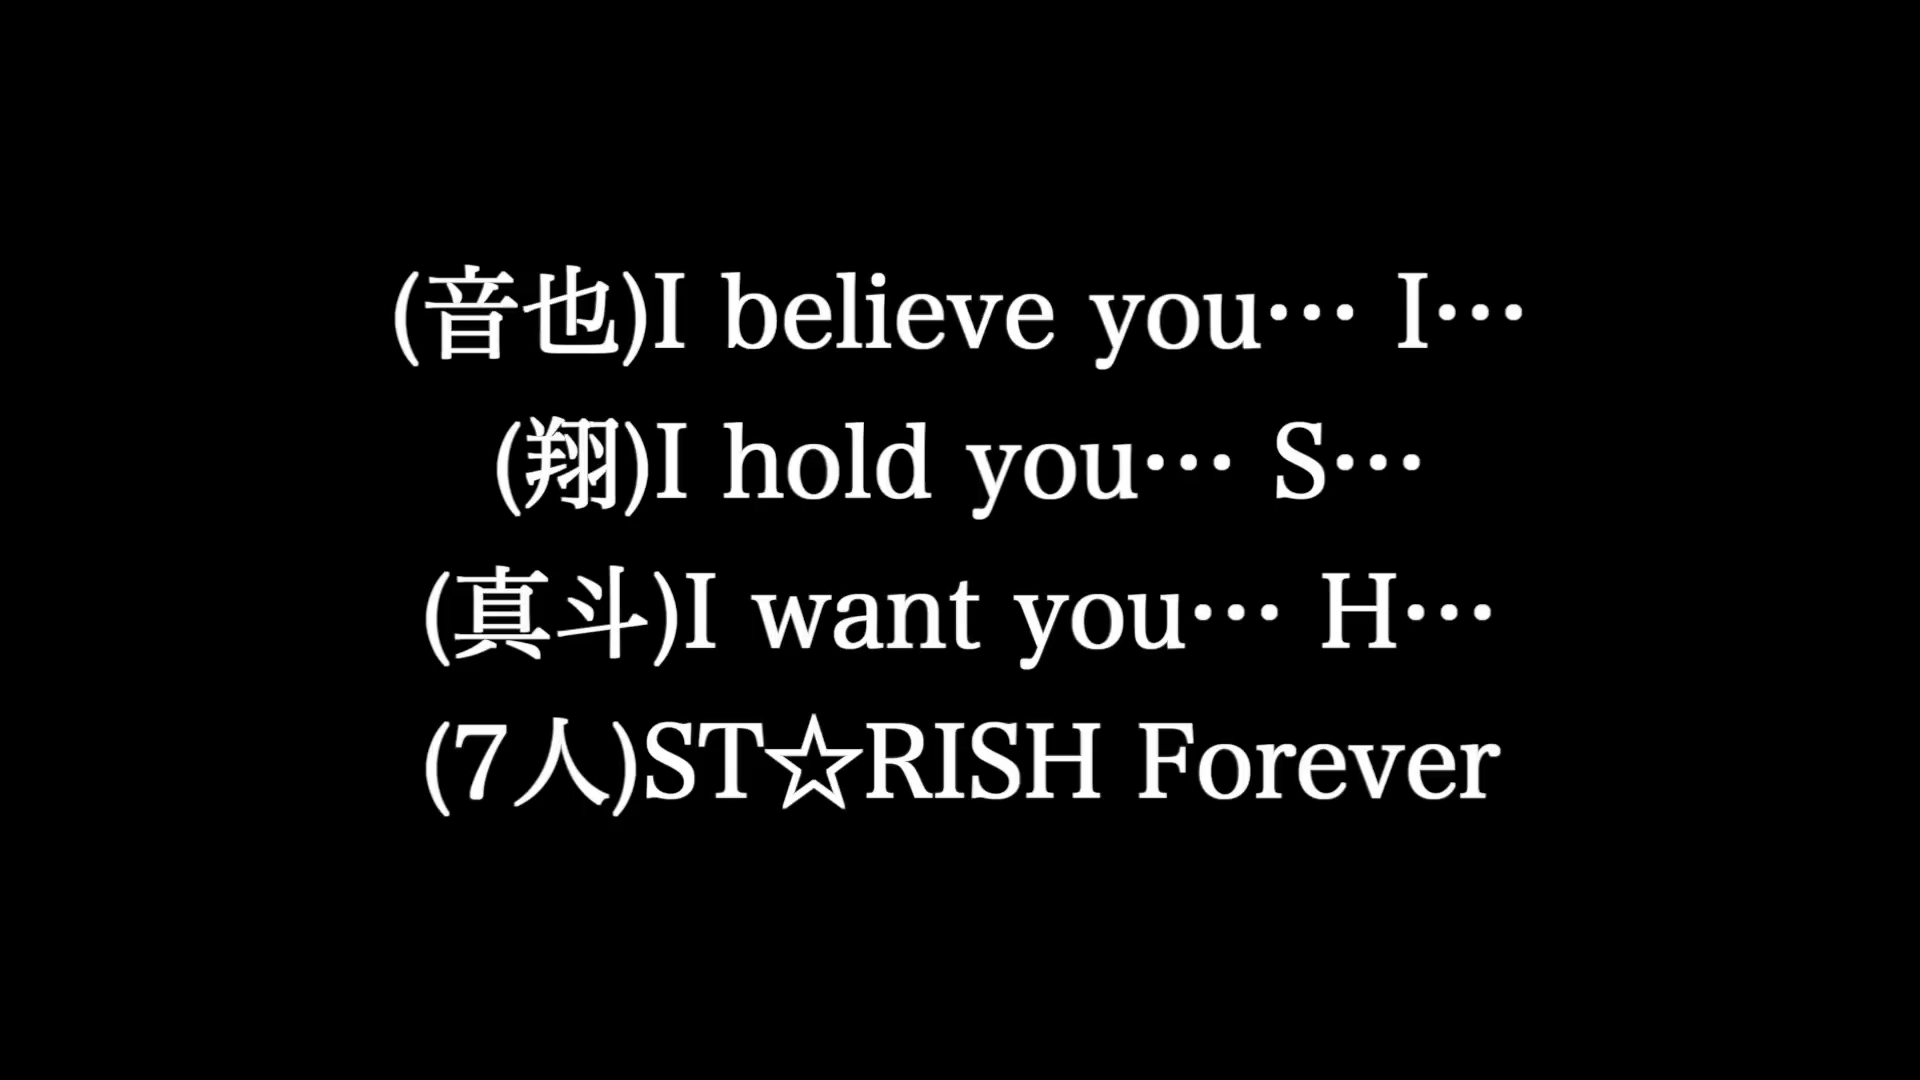 (音也)I believe you… I…
(翔)I hold you… S…
(真斗)I want you… H…
(7人)ST☆RISH Forever